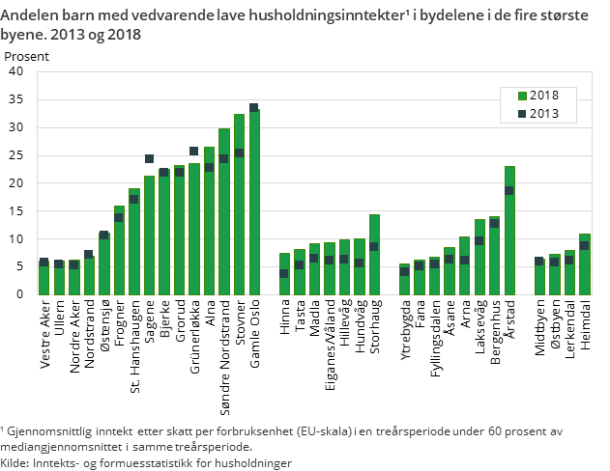 Andelen barn med vedvarende lave husholdningsinntekter¹ i bydelene i de fire største
byene. 2013 og 2018
Prosent
40
35
30
25
20
15
10
5
0
2018
2013
Vestre Aker
Ullern
Nordre Aker
Nordstrand
Østensjø
Frogner
St. Hanshaugen
Sagene
Bjerke
Grorud
Grünerløkka
Alna
Søndre Nordstrand
Stovner
Gamle Oslo
Hinna
Tasta
Madla
Eiganes/Våland
Hillevåg
Hundvåg
Storhaug
Ytrebygda
Fana
Fyllingsdalen
Åsane
Arna
Laksevåg
Bergenhus
Årstad
Midtbyen
Østbyen
Lerkendal
Heimdal
¹ Gjennomsnittlig inntekt etter skatt per forbruksenhet (EU-skala) i en treårsperiode under 60 prosent av
mediangjennomsnittet i samme treårsperiode.
Kilde: Inntekts- og formuesstatistikk for husholdninger